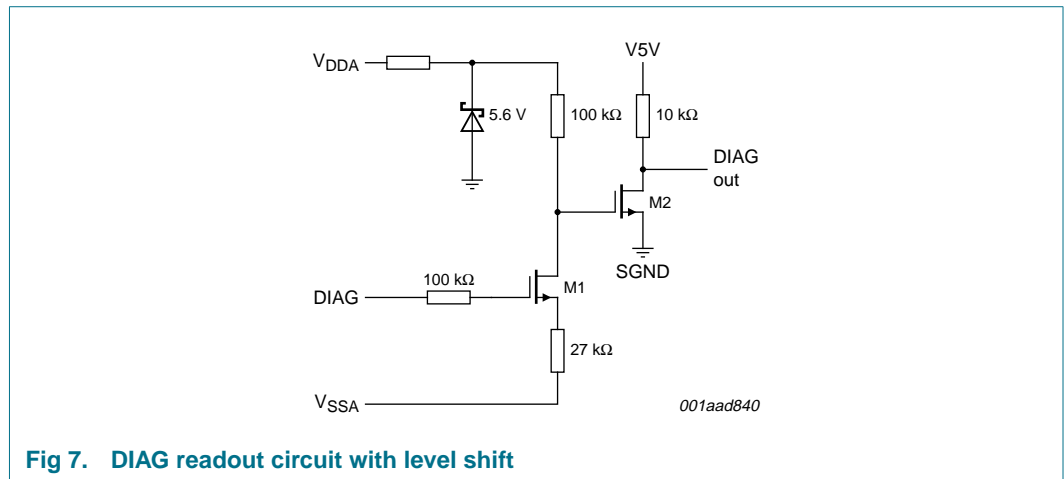 V5V
VDDA
5.6 V
100 kΩ
10 kΩ
DIAG
out
M2
SGND
100 kΩ
DIAG
M1
27 kΩ
VSSA
001aad840
Fig 7. DIAG readout circuit with level shift